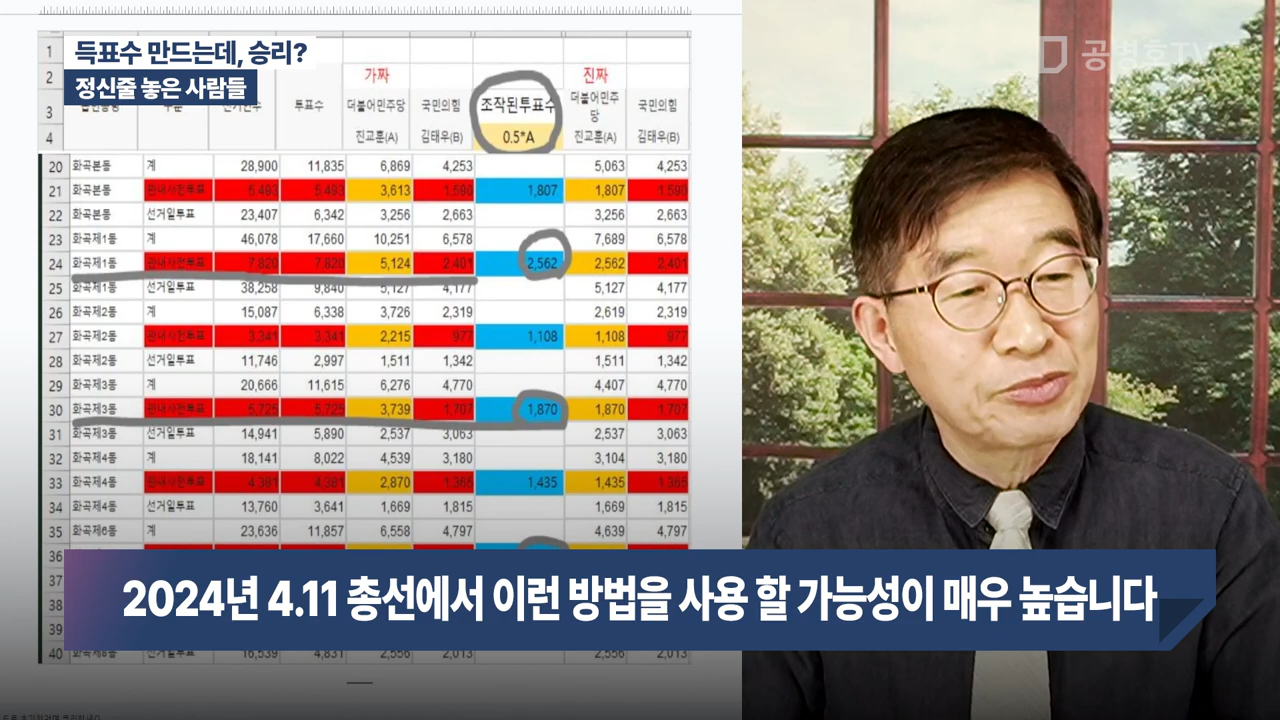 득표수 만드는데, 승리?
정신줄 놓은 사람들
공병호TV
1
2 가짜 진짜
3 투표수 더불어민주당 국민의힘 조작된투표수 더불어민주당 국민의힘
4 진교훈(A) 김태우(B) 0.5*A 진교훈(A) 김태우(B)
20 화곡본동 계 28,900 11,835 6,869 4,253 5,063 4,253
21 화곡본동 관내사전투표 5,493 5,493 3,613 1,590 1,807 1,807 1,590
22 화곡본동 선거일투표 23,407 6,342 3,256 2,663 3,256 2,663
23 화곡제1동 계 46,078 17,660 10,251 6,578 7,689 6,578
24 화곡제1동 관내사전투표 7,820 7,820 5,124 2,401 2,562 2,562 2,401
25 화곡제1동 선거일투표 38,258 9,840 5,127 4,177 5,127 4,177
26 화곡제2동 계 15,087 6,338 3,726 2,319 2,619 2,319
27 화곡제2동 관내사전투표 3,341 3,341 2,215 977 1,108 1,108 977
28 화곡제2동 선거일투표 11,746 2,997 1,511 1,342 1,511 1,342
29 화곡제3동 계 20,666 11,615 6,276 4,770 4,407 4,770
30 화곡제3동 관내사전투표 5,725 5,725 3,739 1,707 1,870 1,870 1,707
31 화곡제3동 선거일투표 14,941 5,890 2,537 3,063 2,537 3,063
32 화곡제4동 계 18,141 8,022 4,539 3,180 3,104 3,180
33 화곡제4동 관내사전투표 4,381 4,381 2,870 1,365 1,435 1,435 1,365
34 화곡제4동 선거일투표 13,760 3,641 1,669 1,815 1,669 1,815
35 화곡제6동 계 23,636 11,857 6,558 4,797 4,639 4,797
36
37
38
39
40 선거일투표 4,831 2,013 2,013
2024년 4.11 총선에서 이런 방법을 사용 할 가능성이 매우 높습니다